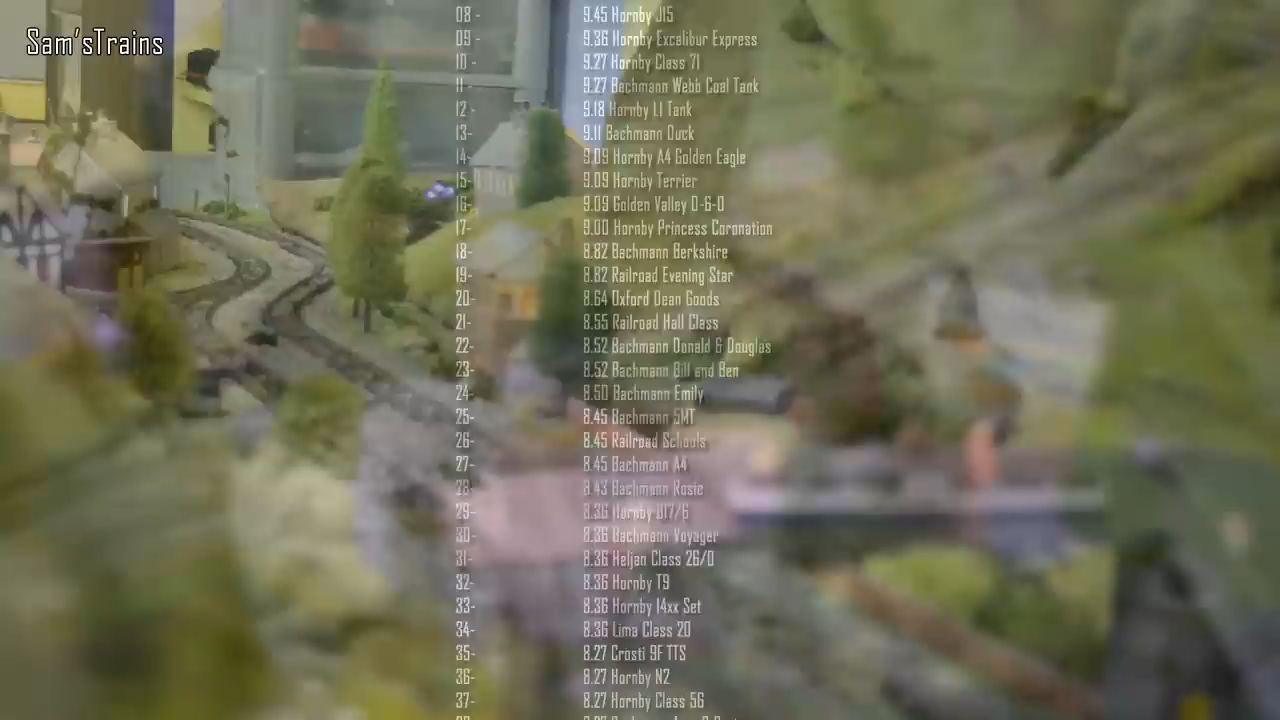 Sam'sTrains
08 - 9.45 Hornby J15
09 - 9.36 Hornby Excalibur Express
10 - 9.27 Hornby Class 71
11 - 9.27 Bachmann Webb Coal Tank
12 - 9.18 Hornby L1 Tank
13- 9.11 Bachmann Duck
14- 9.09 Hornby A4 Golden Eagle
15- 9.09 Hornby Terrier
16- 9.09 Golden Valley 0-6-0
17- 9.00 Hornby Princess Coronation
18- 8.82 Bachmann Berkshire
19- 8.82 Railroad Evening Star
20- 8.64 Oxford Dean Goods
21- 8.55 Railroad Hall Class
22- 8.52 Bachmann Donald & Douglas
23- 8.52 Bachmann Bill and Ben
24- 8.50 Bachmann Emily
25- 8.45 Bachmann 5MT
26- 8.45 Railroad Schools
27- 8.45 Bachmann A4
28- 8.43 Bachmann Rosie
29- 8.36 Hornby B17/6
30- 8.36 Bachmann Voyager
31- 8.36 Heljan Class 26/0
32- 8.36 Hornby T9
33- 8.36 Hornby 14xx Set
34- 8.36 Lima Class 20
35- 8.27 Crosti 9F TTS
36- 8.27 Hornby N2
37- 8.27 Hornby Class 56